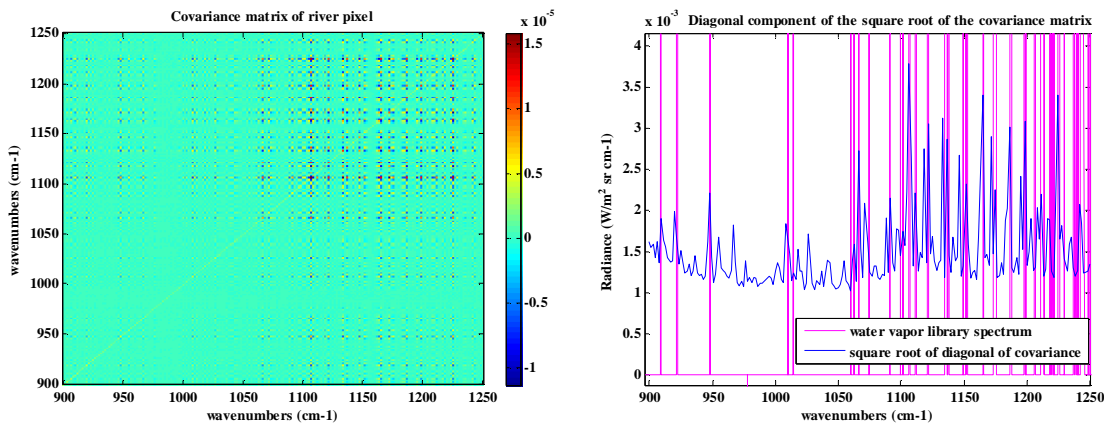 Covariance matrix of river pixel
x 10-5
1250
1200
1150
1100
1050
1000
950
900
wavenumbers (cm-1)
900 950 1000 1050 1100 1150 1200 1250
wavenumbers (cm-1)
1.5
1
0.5
0
-0.5
-1
x 10-3 Diagonal component of the square root of the covariance matrix
4
3.5
3
2.5
2
1.5
1
0.5
0
Radiance (W/m2 sr cm-1)
water vapor library spectrum
square root of diagonal of covariance
900 950 1000 1050 1100 1150 1200 1250
wavenumbers (cm-1)